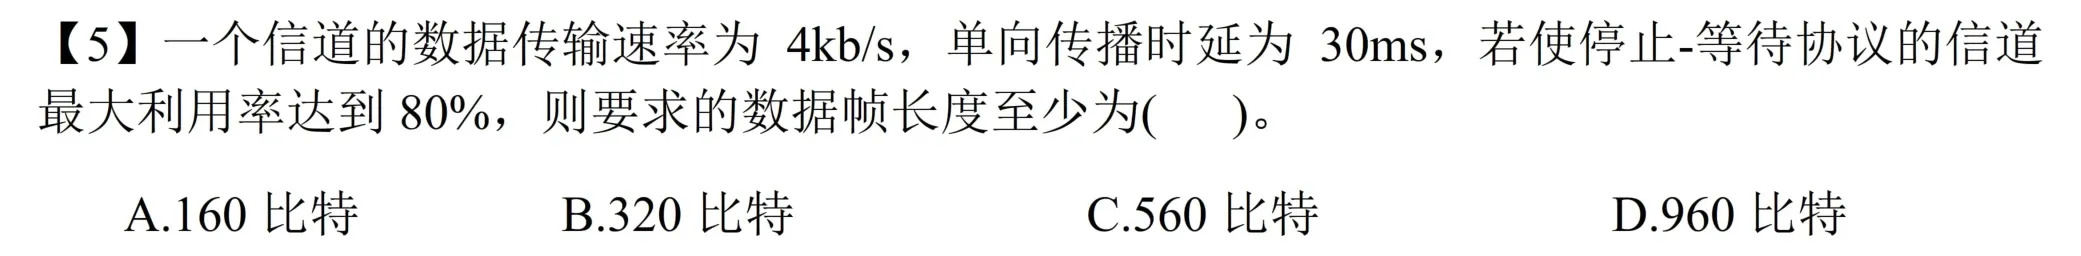 【5】一个信道的数据传输速率为 4kb/s，单向传播时延为 30ms，若使停止-等待协议的信道
最大利用率达到 80%，则要求的数据帧长度至少为(  )。
A.160 比特 B.320 比特 C.560 比特 D.960 比特